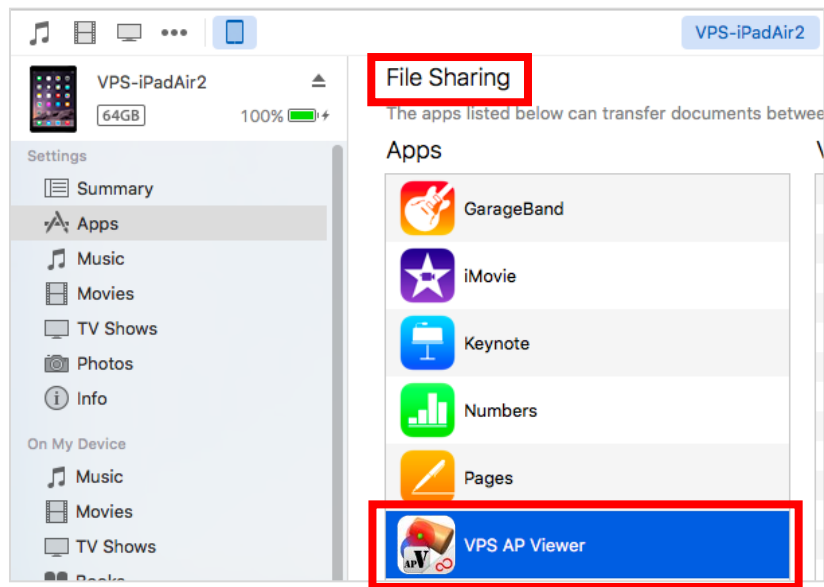 VPS-iPadAir2
VPS-iPadAir2
64GB
100%
Settings
Summary
Apps
Music
Movies
TV Shows
Photos
Info
On My Device
Music
Movies
TV Shows
File Sharing
The apps listed below can transfer documents
Apps
GarageBand
iMovie
Keynote
Numbers
Pages
APV
VPS AP Viewer